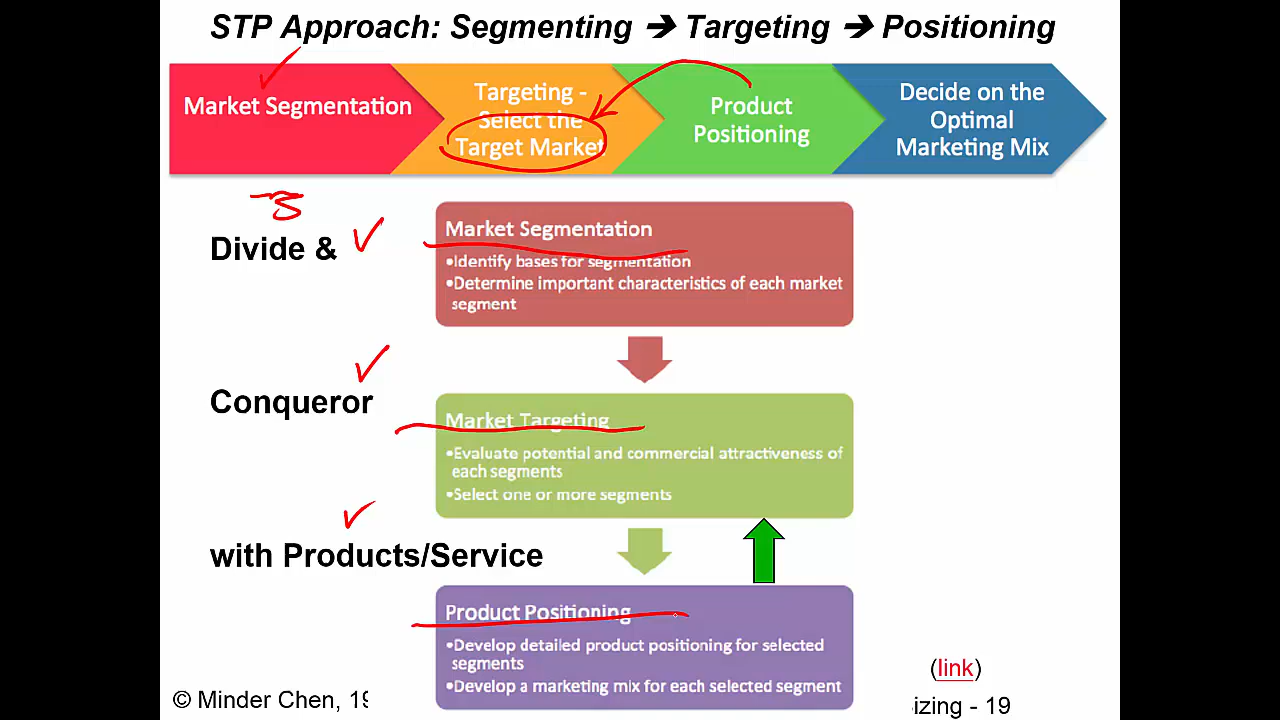 STP Approach: Segmenting → Targeting → Positioning
Market Segmentation
Targeting -
Select the
Target Market
Product
Positioning
Decide on the
Optimal
Marketing Mix
Divide &
Market Segmentation
•Identify bases for segmentation
•Determine important characteristics of each market
segment
Conqueror
Market Targeting
•Evaluate potential and commercial attractiveness of
each segments
•Select one or more segments
with Products/Service
Product Positioning
•Develop detailed product positioning for selected
segments
•Develop a marketing mix for each selected segment
(link)
© Minder Chen, 19
izing - 19